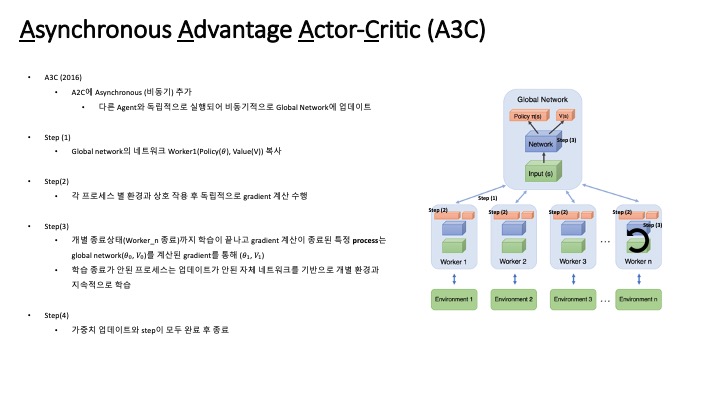 Asynchronous Advantage Actor-Critic (A3C)
• A3C (2016)
• A2C에 Asynchronous (비동기) 추가
• 다른 Agent와 독립적으로 실행되어 비동기적으로 Global Network에 업데이트
• Step (1)
• Global network의 네트워크 Worker1(Policy(θ), Value(V)) 복사
• Step(2)
• 각 프로세스 별 환경과 상호 작용 후 독립적으로 gradient 계산 수행
• Step(3)
• 개별 종료상태(Worker_n 종료)까지 학습이 끝나고 gradient 계산이 종료된 특정 process는
global network(θ₀, V₀)를 계산된 gradient를 통해 (θ₁, V₁)
• 학습 종료가 안된 프로세스는 업데이트가 안된 자체 네트워크를 기반으로 개별 환경과
지속적으로 학습
• Step(4)
• 가중치 업데이트와 step이 모두 완료 후 종료
Global Network
Policy π(s)
V(s)
Network
Step (3)
Input (s)
Step (1)
Step (2)
Step (2)
Step (2)
Step (2)
Step (3)
...
Worker 1
Worker 2
Worker 3
Worker n
Environment 1
Environment 2
Environment 3
...
Environment n